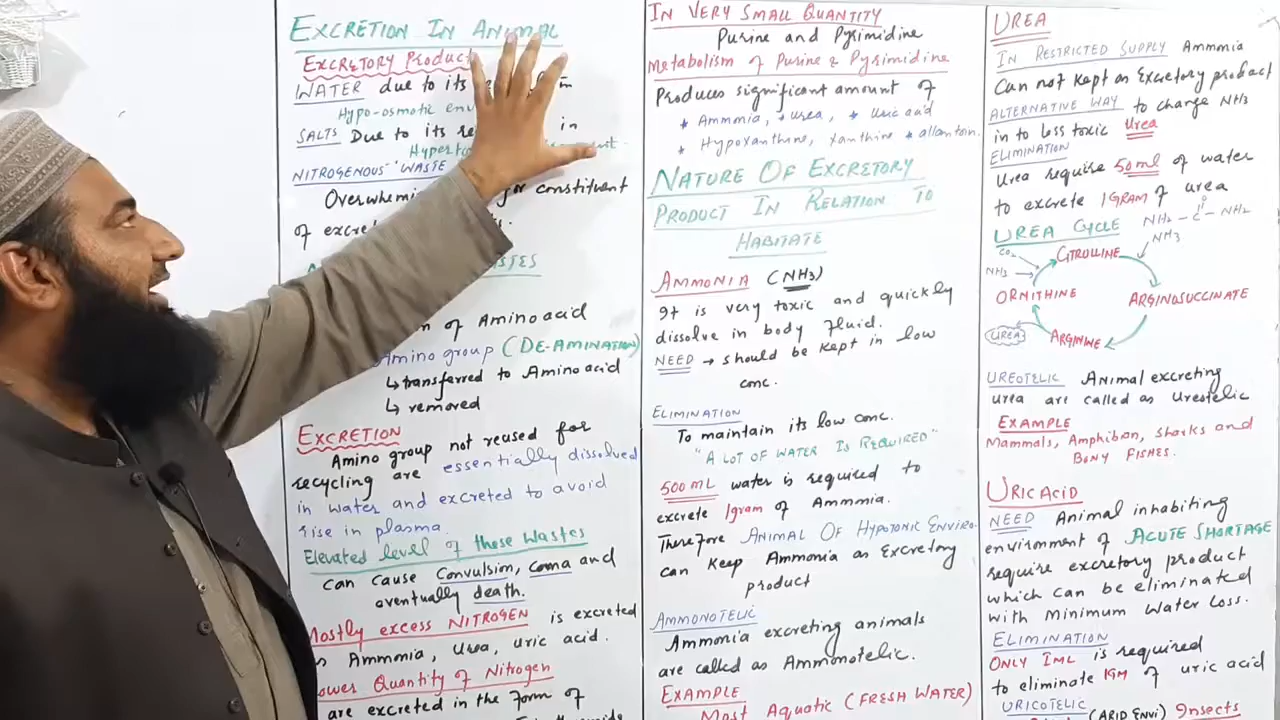 EXCRETION IN ANIMAL
EXCRETORY Product
WATER due to its in
Hypo-osmotic
SALTS Due to its in
NITROGENOUS WASTE
constituent
of
of Amino acid
Amino group (DE-AMINATION)
↳ transferred to Amino acid
↳ removed
EXCRETION
Amino group not reused for
recycling are essentially dissolved
in water and excreted to avoid
rise in plasma
Elevated level of those Wastes
can cause Convulsim, coma and
eventually death.
Mostly excess NITROGEN is excreted
Ammonia, Urea, uric acid.
Quantity of Nitrogen
are excreted in the form of
IN VERY SMALL QUANTITY
Purine and Pyrimidine
Metabolism of Purine & Pyrimidine
Produces significant amount of
* Ammonia, * urea, * Uric acid
* Hypoxanthine, Xanthine * allantoin.
NATURE OF EXCRETORY
PRODUCT IN RELATION TO
HABITATE
AMMONIA (NH3)
It is very toxic and quickly
dissolve in body fluid.
NEED → should be kept in low
conc.
ELIMINATION
To maintain its low conc.
"A LOT OF WATER IS REQUIRED"
500 ML water is required to
excrete 1gram of Ammmia.
Therefore ANIMAL OF HYPOTONIC ENVIRO.
can keep Ammonia as Excretory
product
AMMONOTELIC
Ammonia excreting animals
are called as Ammonotelic.
EXAMPLE
Most Aquatic (FRESH WATER)
UREA
IN RESTRICTED SUPPLY Ammmia
Can not kept as Excretory product
ALTERNATIVE WAY to change NH3
in to less toxic Urea
ELIMINATION
Urea require 50ml of water
to excrete 1GRAM of urea
NH2 - C - NH2
O
UREA CYCLE
CO2
NH3
NH3
CITRULLINE
ORNITHINE
ARGINOSUCCINATE
UREA
ARGININE
UREOTELIC Animal excreting
urea are called as Ureotelic
EXAMPLE
Mammals, Amphibian, Sharks and
BONY FISHES.
URIC ACID
NEED Animal inhabiting
environment of ACUTE SHORTAGE
require excretory product
which can be eliminated
with Minimum Water Loss.
ELIMINATION
ONLY 1ML is required
to eliminate 1GM of uric acid
URICOTELIC
(ARID ENVI) Insects